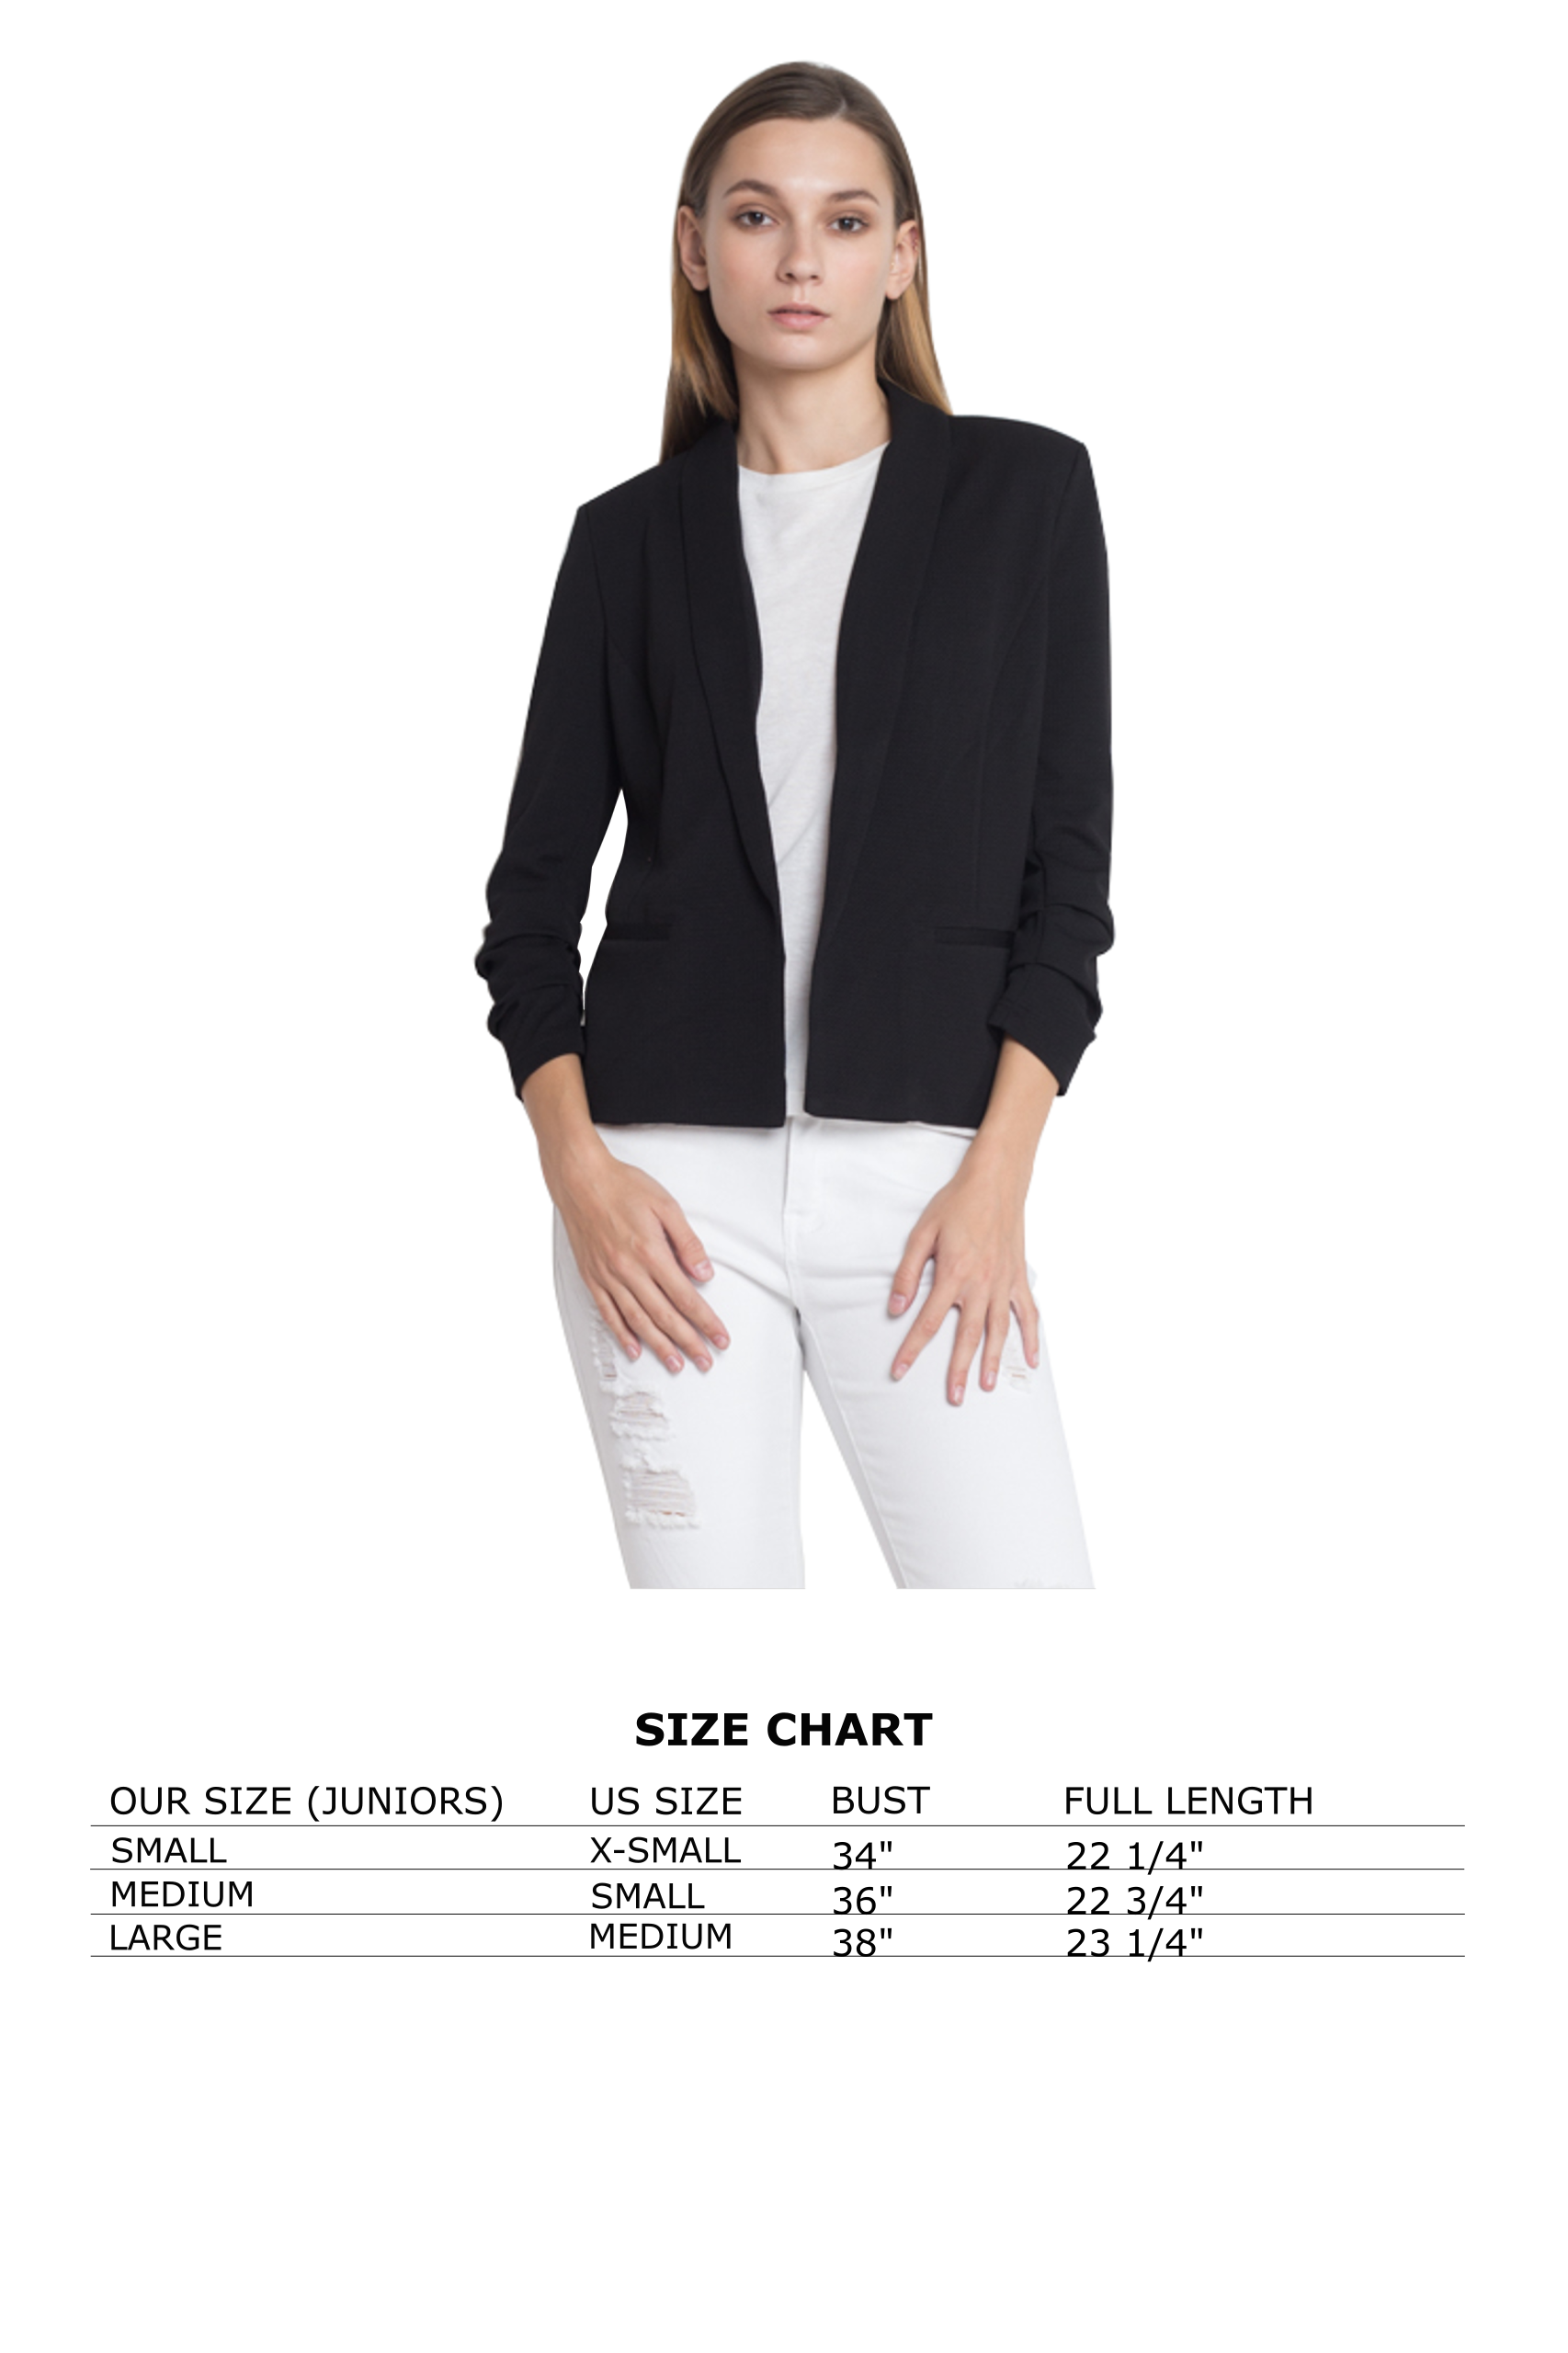 SIZE CHART
OUR SIZE (JUNIORS) US SIZE BUST FULL LENGTH
SMALL X-SMALL 34" 22 1/4"
MEDIUM SMALL 36" 22 3/4"
LARGE MEDIUM 38" 23 1/4"